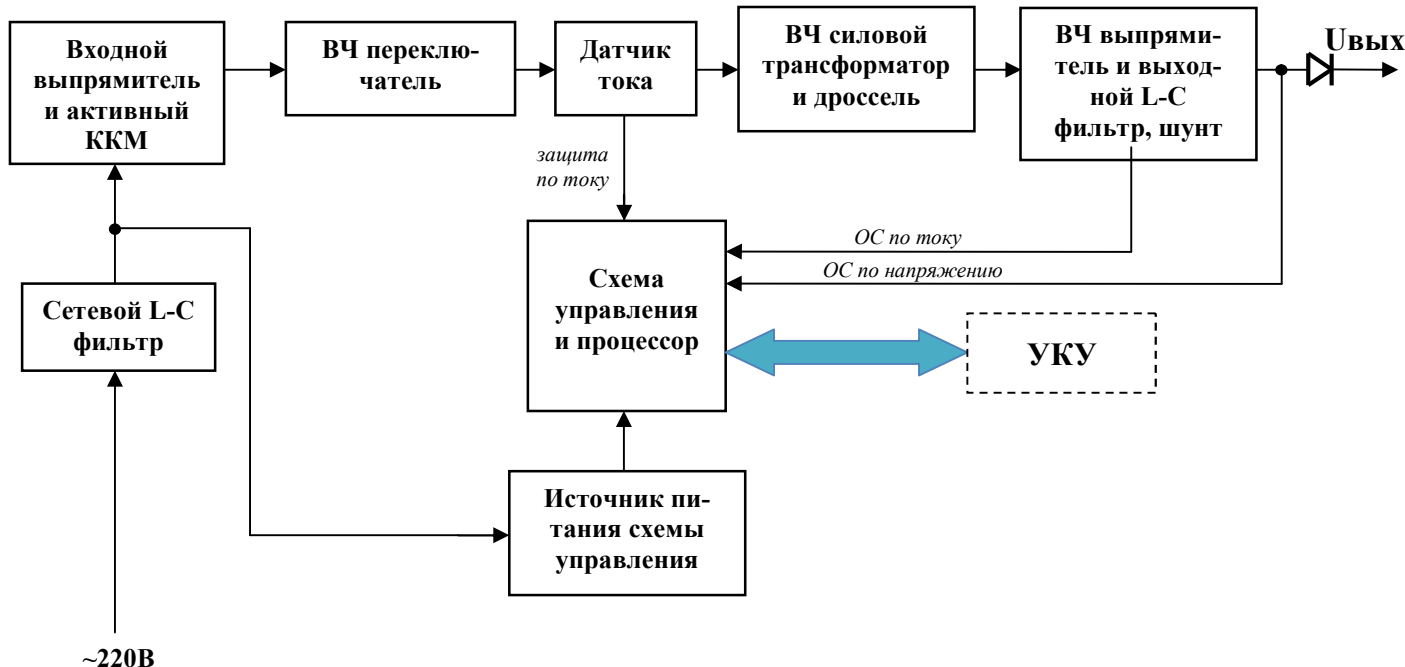 Входной
выпрямитель
и активный
ККМ
ВЧ переклю-
чатель
Датчик
тока
ВЧ силовой
трансформатор
и дроссель
ВЧ выпрями-
тель и выход-
ной L-C
фильтр, шунт
Uвых
защита
по току
ОС по току
ОС по напряжению
Схема
управления
и процессор
Сетевой L-C
фильтр
УКУ
Источник пи-
тания схемы
управления
~220В